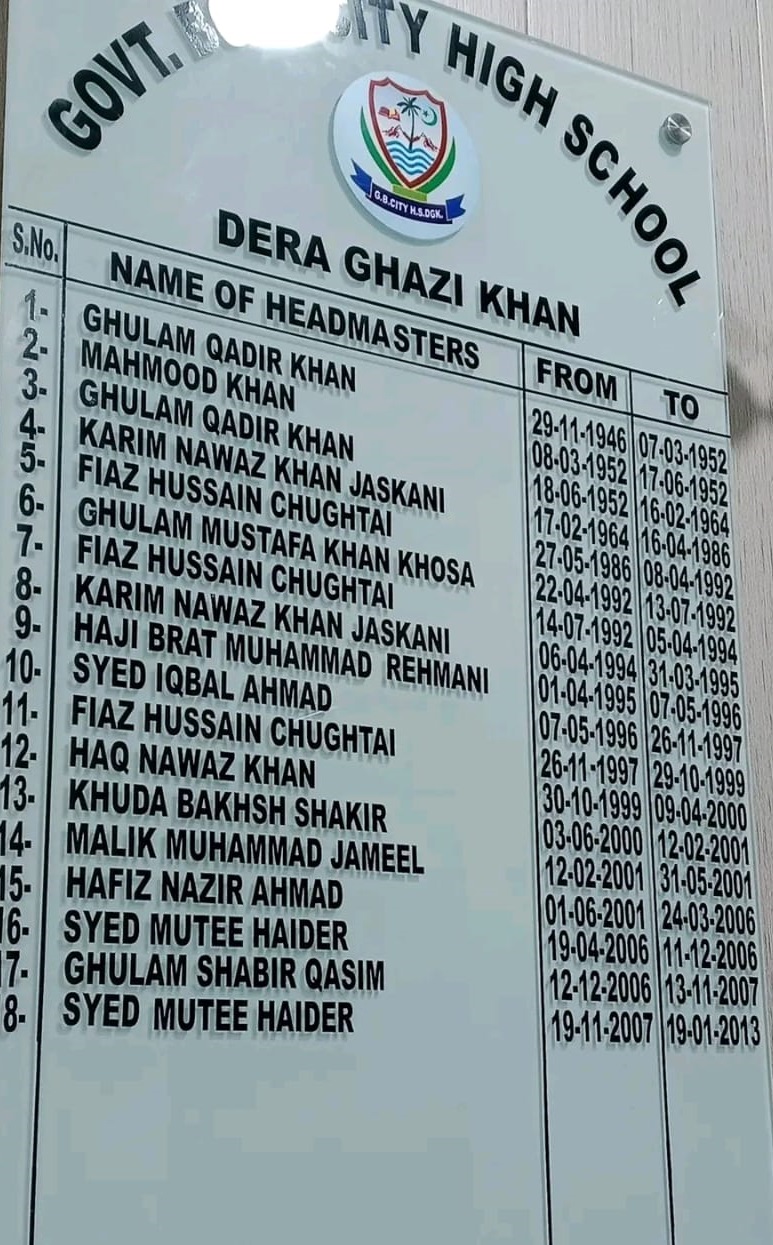 GOVT. CITY HIGH SCHOOL
G.B.CITY H.S.DGK.
DERA GHAZI KHAN
S.No. NAME OF HEADMASTERS FROM TO
1- GHULAM QADIR KHAN 29-11-1946 07-03-1952
2- MAHMOOD KHAN 08-03-1952 17-06-1952
3- GHULAM QADIR KHAN 18-06-1952 16-02-1964
4- KARIM NAWAZ KHAN JASKANI 17-02-1964 16-04-1986
5- FIAZ HUSSAIN CHUGHTAI 27-05-1986 08-04-1992
6- GHULAM MUSTAFA KHAN KHOSA 22-04-1992 13-07-1992
7- FIAZ HUSSAIN CHUGHTAI 14-07-1992 05-04-1994
8- KARIM NAWAZ KHAN JASKANI 06-04-1994 31-03-1995
9- HAJI BRAT MUHAMMAD REHMANI 01-04-1995 07-05-1996
10- SYED IQBAL AHMAD 07-05-1996 26-11-1997
11- FIAZ HUSSAIN CHUGHTAI 26-11-1997 29-10-1999
12- HAQ NAWAZ KHAN 30-10-1999 09-04-2000
13- KHUDA BAKHSH SHAKIR 03-06-2000 12-02-2001
14- MALIK MUHAMMAD JAMEEL 12-02-2001 31-05-2001
15- HAFIZ NAZIR AHMAD 01-06-2001 24-03-2006
16- SYED MUTEE HAIDER 19-04-2006 11-12-2006
17- GHULAM SHABIR QASIM 12-12-2006 13-11-2007
8- SYED MUTEE HAIDER 19-11-2007 19-01-2013